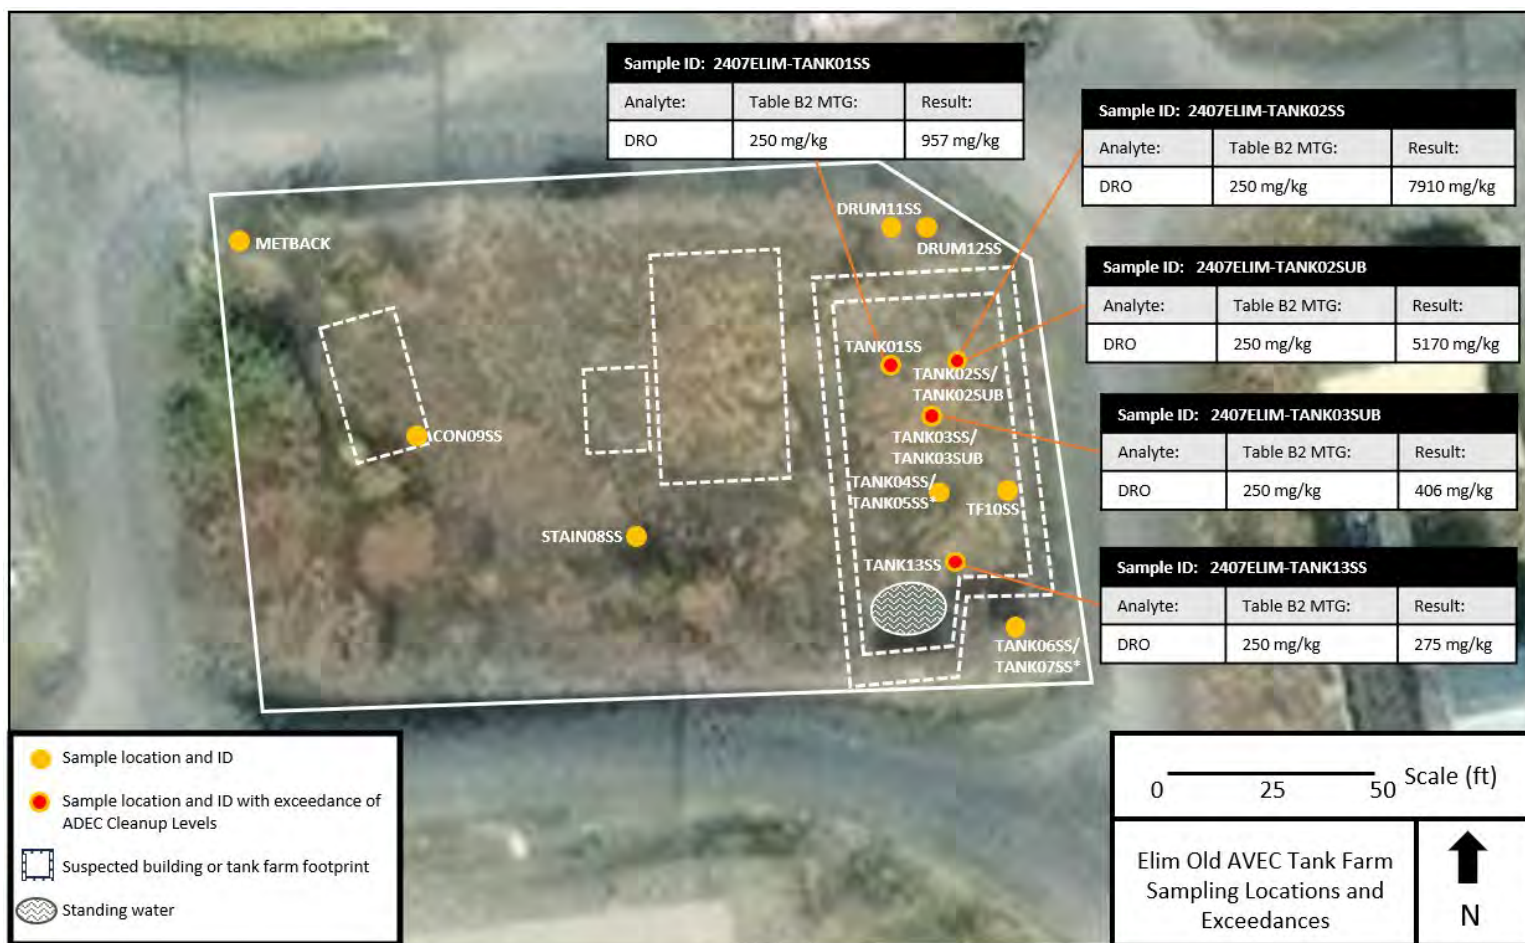 Sample ID: 2407ELIM-TANK01SS
Analyte: Table B2 MTG: Result:
DRO 250 mg/kg 957 mg/kg
Sample ID: 2407ELIM-TANK02SS
Analyte: Table B2 MTG: Result:
DRO 250 mg/kg 7910 mg/kg
Sample ID: 2407ELIM-TANK02SUB
Analyte: Table B2 MTG: Result:
DRO 250 mg/kg 5170 mg/kg
Sample ID: 2407ELIM-TANK03SUB
Analyte: Table B2 MTG: Result:
DRO 250 mg/kg 406 mg/kg
Sample ID: 2407ELIM-TANK13SS
Analyte: Table B2 MTG: Result:
DRO 250 mg/kg 275 mg/kg
METBACK
DRUM11SS
DRUM12SS
TANK01SS
TANK02SS/
TANK02SUB
TANK03SS/
TANK03SUB
ACON09SS
TANK04SS/
TANK05SS*
TF10SS
STAIN08SS
TANK13SS
TANK06SS/
TANK07SS*
Sample location and ID
Sample location and ID with exceedance of
ADEC Cleanup Levels
Suspected building or tank farm footprint
Standing water
0 25 50 Scale (ft)
Elim Old AVEC Tank Farm
Sampling Locations and
Exceedances
N